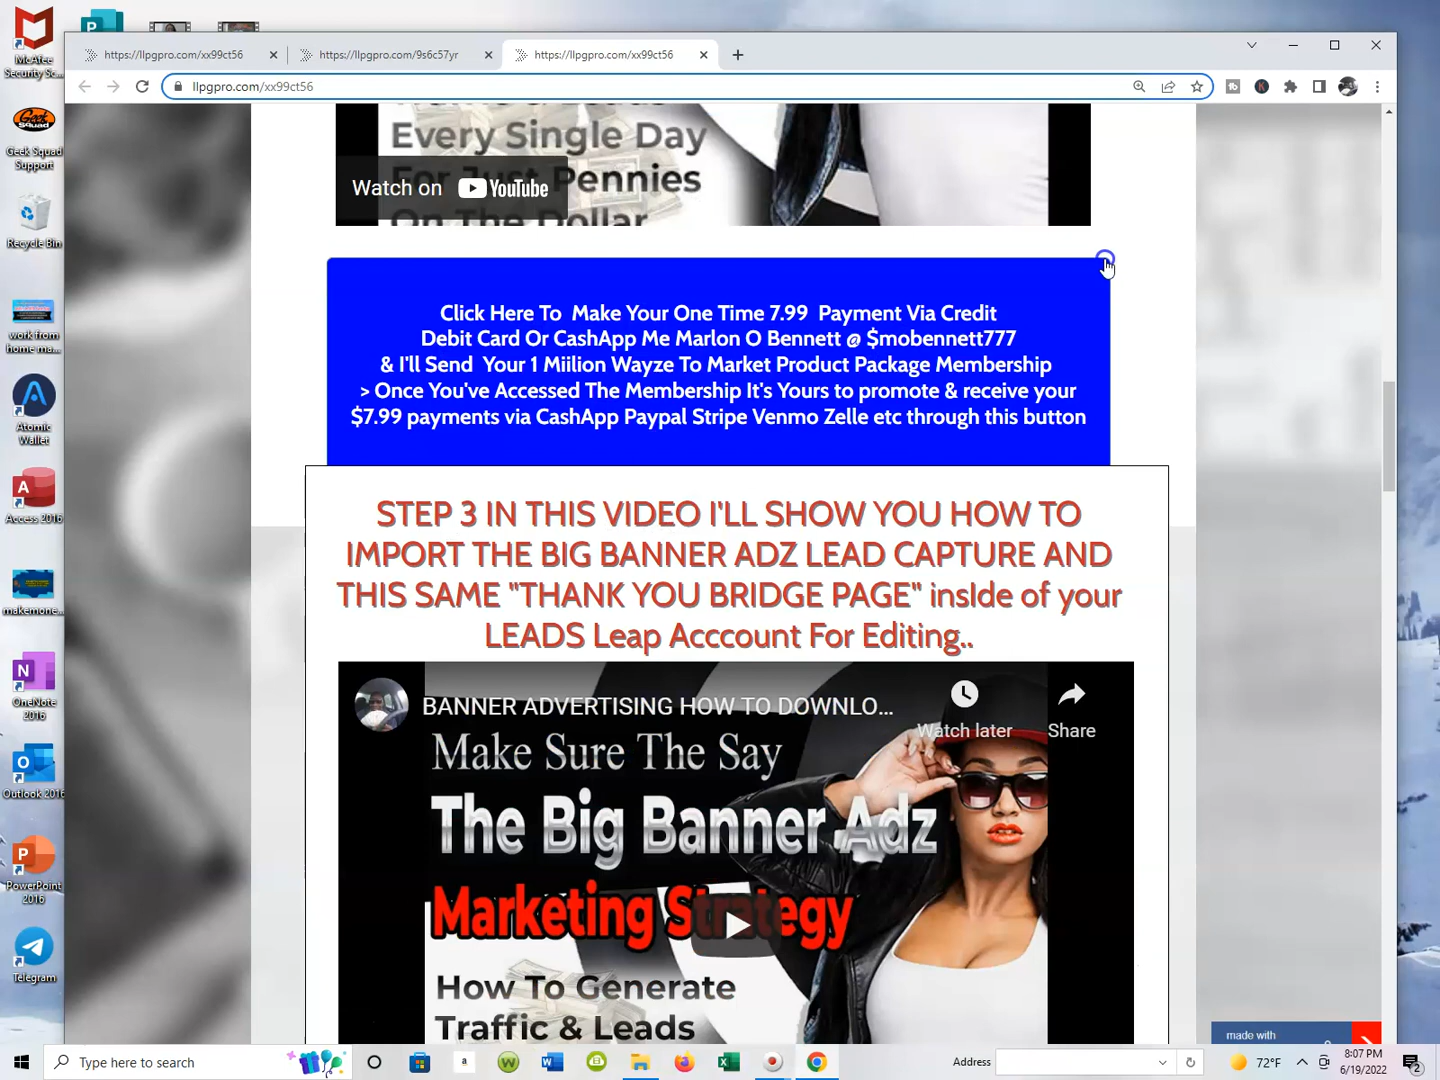 https://llpgpro.com/xx99ct56
https://llpgpro.com/9s6c57yr
https://llpgpro.com/xx99ct56
llpgpro.com/xx99ct56
McAfee
Security Sc...
Geek Squad
Support
Recycle Bin
work from
home ma...
Atomic
Wallet
Access 2016
makemone...
OneNote
2016
Outlook 2016
PowerPoint
2016
Telegram
Every Single Day
For Just Pennies
On The Dollar
Watch on YouTube
Click Here To Make Your One Time 7.99 Payment Via Credit
Debit Card Or CashApp Me Marlon O Bennett @ $mobennett777
& I'll Send Your 1 Miilion Wayze To Market Product Package Membership
> Once You've Accessed The Membership It's Yours to promote & receive your
$7.99 payments via CashApp Paypal Stripe Venmo Zelle etc through this button
STEP 3 IN THIS VIDEO I'LL SHOW YOU HOW TO
IMPORT THE BIG BANNER ADZ LEAD CAPTURE AND
THIS SAME "THANK YOU BRIDGE PAGE" insIde of your
LEADS Leap Acccount For Editing..
BANNER ADVERTISING HOW TO DOWNLO...
Watch later
Share
Make Sure The Say
The Big Banner Adz
Marketing Strategy
How To Generate
Traffic & Leads
made with
Type here to search
Address
72°F
8:07 PM
6/19/2022
2